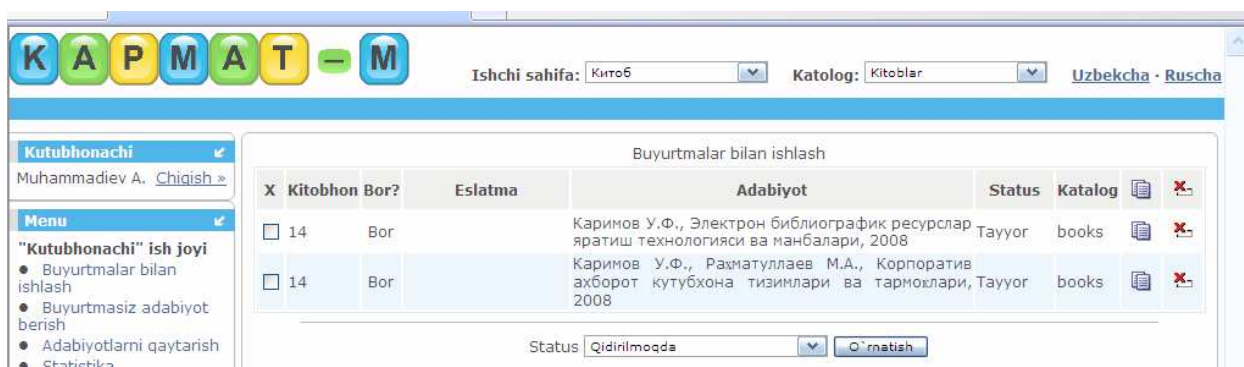 КАРМАТ-М
Ishchi sahifa: Китоб Katolog: Kitoblar Uzbekcha · Ruscha
Kutubhonachi
Muhammadiev A. Chiqish »
Menu
"Kutubhonachi" ish joyi
Buyurtmalar bilan
ishlash
Buyurtmasiz adabiyot
berish
Adabiyotlarni qaytarish
Statistika
Buyurtmalar bilan ishlash
X Kitobhon Bor? Eslatma Adabiyot Status Katalog
14 Bor Каримов У.Ф., Электрон библиографик ресурслар Tayyor books
яратиш технологияси ва манбалари, 2008
Каримов У.Ф., Рахматуллаев М.А., Корпоратив
14 Bor ахборот кутубхона тизимлари ва тармоқлари, Tayyor books
2008
Status Qidirilmoqda O`rnatish